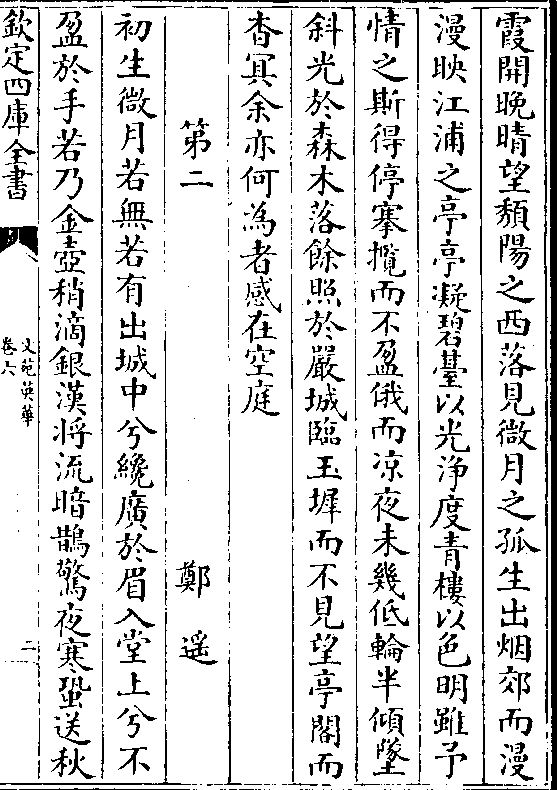 霞開晚晴望頽陽之西落見微月之孤生出烟郊而漫
漫映江浦之亭亭凝碧臺以光浄度青樓以色明雖予
情之斯得停搴攬而不盈俄而凉夜未幾低輪半傾墜
斜光於森木落餘照於嚴城臨玉墀而不見望亭閣而
杳冥余亦何為者感在空庭
第二 鄭遥
初生微月若無若有出城中兮纔廣於眉入堂上兮不
盈於手若乃金壺稍滴銀漢将流暗鵲驚夜寒蛩送秋
欽定四庫全書
文苑英華
卷六
二